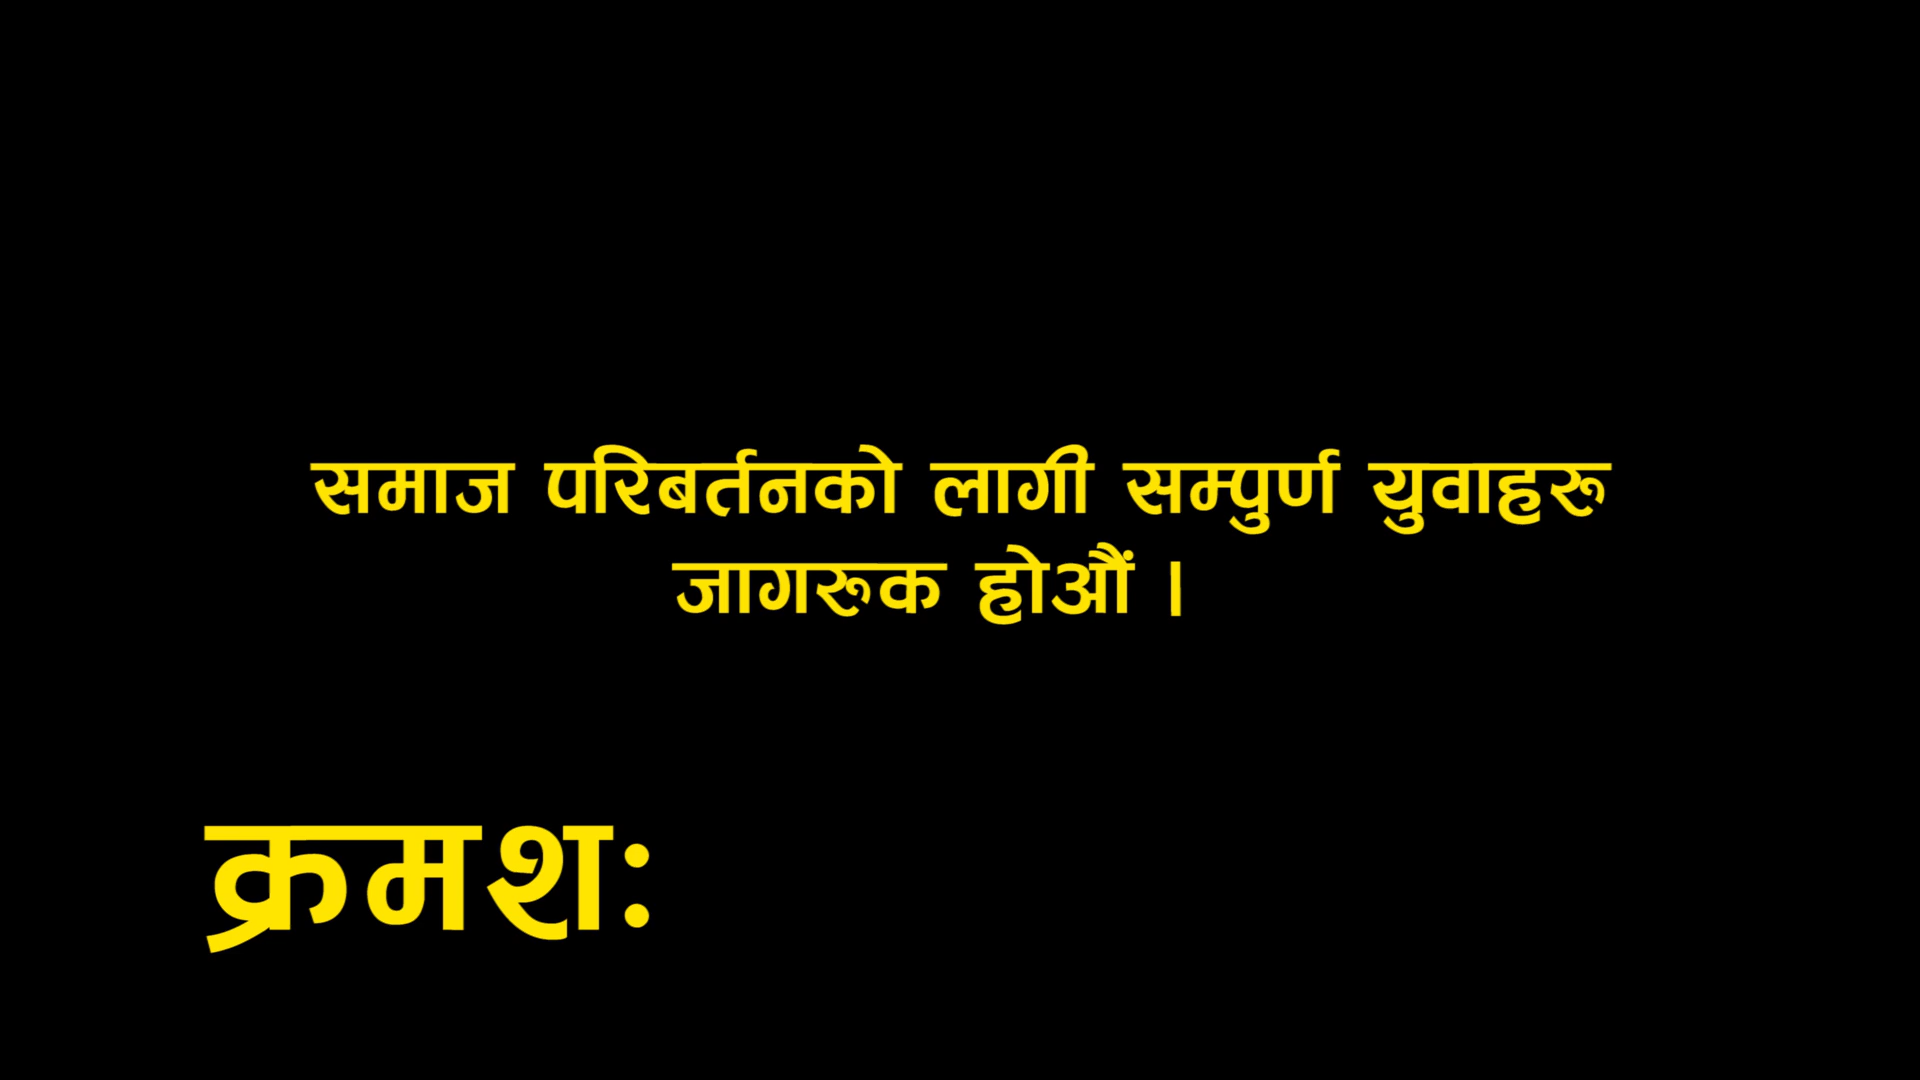 समाज परिबर्तनको लागी सम्पुर्ण युवाहरु
जागरुक होऔं ।
क्रमशः